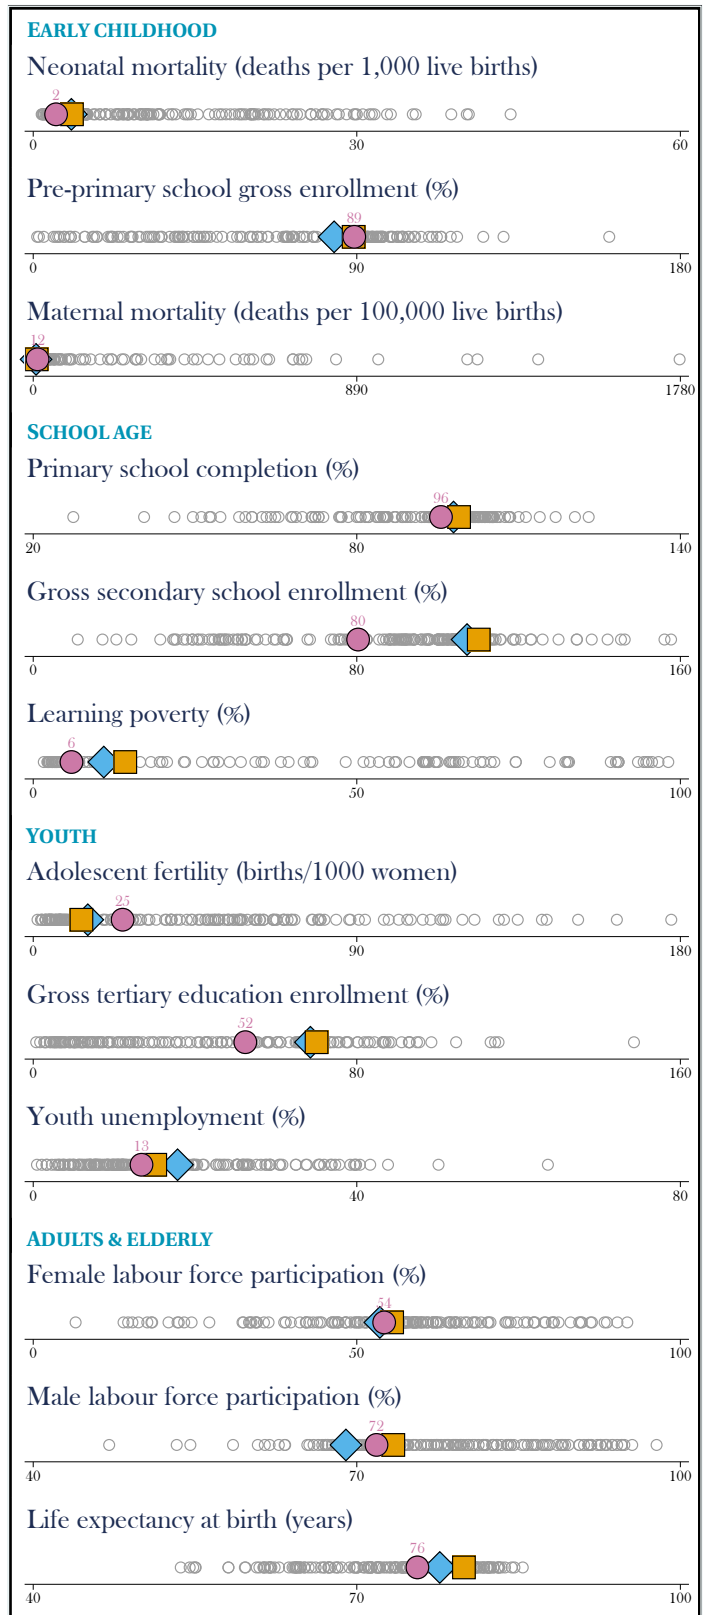 EARLY CHILDHOOD
Neonatal mortality (deaths per 1,000 live births)
2
0 30 60
Pre-primary school gross enrollment (%)
89
0 90 180
Maternal mortality (deaths per 100,000 live births)
12
0 890 1780
SCHOOL AGE
Primary school completion (%)
96
20 80 140
Gross secondary school enrollment (%)
80
0 80 160
Learning poverty (%)
6
0 50 100
YOUTH
Adolescent fertility (births/1000 women)
25
0 90 180
Gross tertiary education enrollment (%)
52
0 80 160
Youth unemployment (%)
13
0 40 80
ADULTS & ELDERLY
Female labour force participation (%)
54
0 50 100
Male labour force participation (%)
72
40 70 100
Life expectancy at birth (years)
76
40 70 100